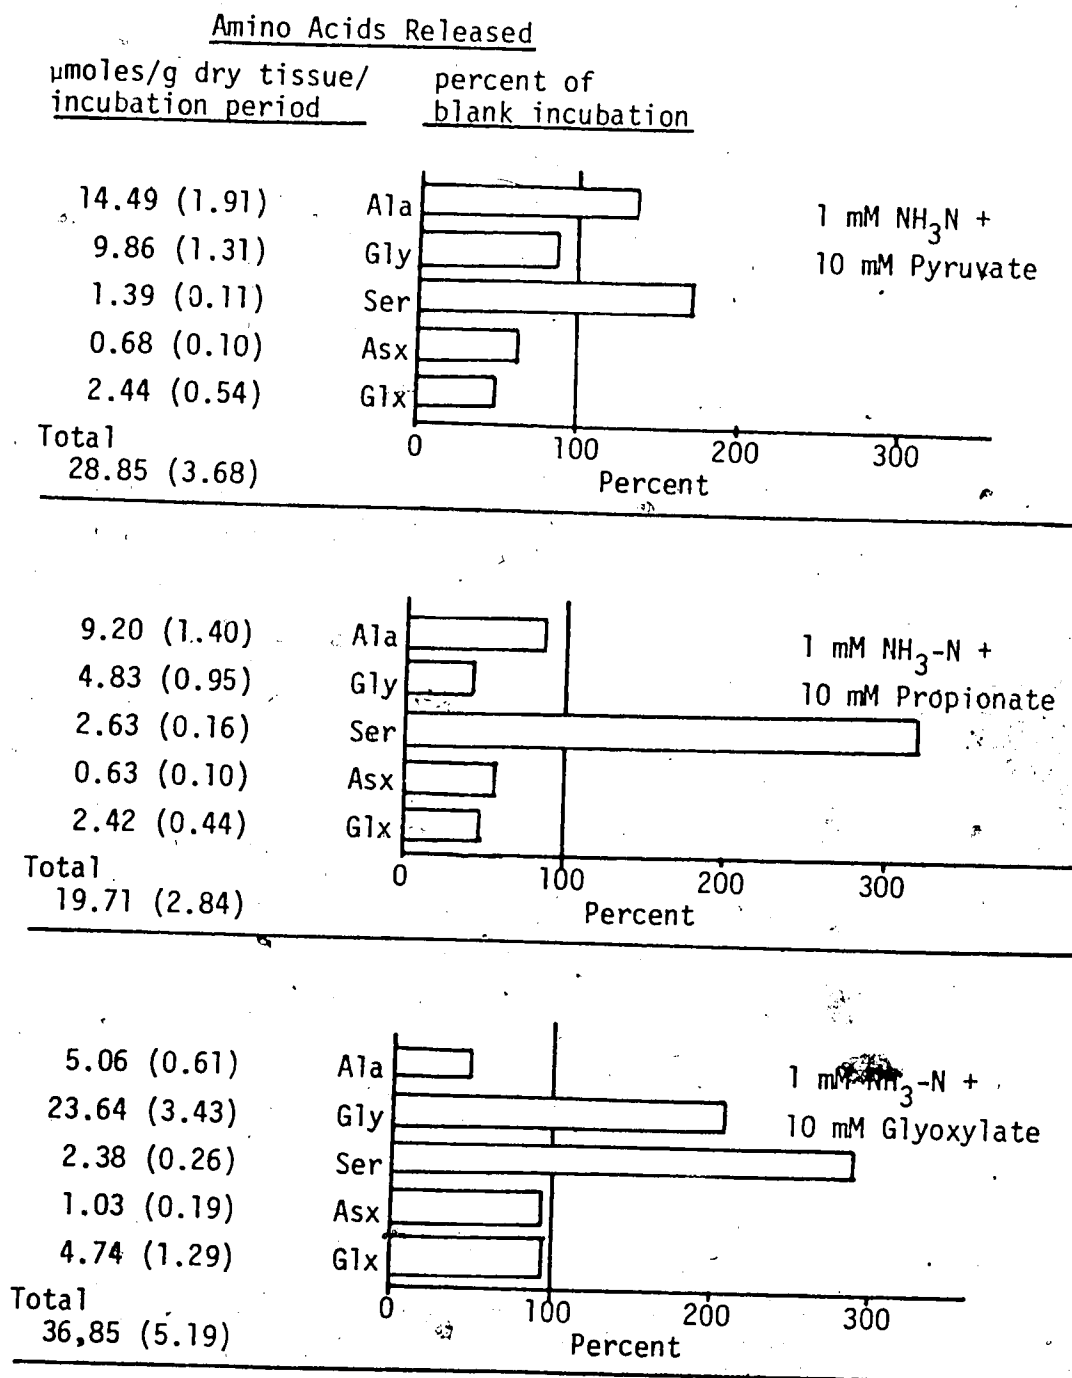 Amino Acids Released
μmoles/g dry tissue/ percent of
incubation period blank incubation
14.49 (1.91) Ala
9.86 (1.31) Gly
1.39 (0.11) Ser
0.68 (0.10) Asx
2.44 (0.54) Glx
1 mM NH3N +
10 mM Pyruvate
Total
28.85 (3.68)
0 100 200 300
Percent
9.20 (1.40) Ala
4.83 (0.95) Gly
2.63 (0.16) Ser
0.63 (0.10) Asx
2.42 (0.44) Glx
1 mM NH3-N +
10 mM Propionate
Total
19.71 (2.84)
0 100 200 300
Percent
5.06 (0.61) Ala
23.64 (3.43) Gly
2.38 (0.26) Ser
1.03 (0.19) Asx
4.74 (1.29) Glx
1 mM NH3-N +
10 mM Glyoxylate
Total
36,85 (5.19)
0 100 200 300
Percent